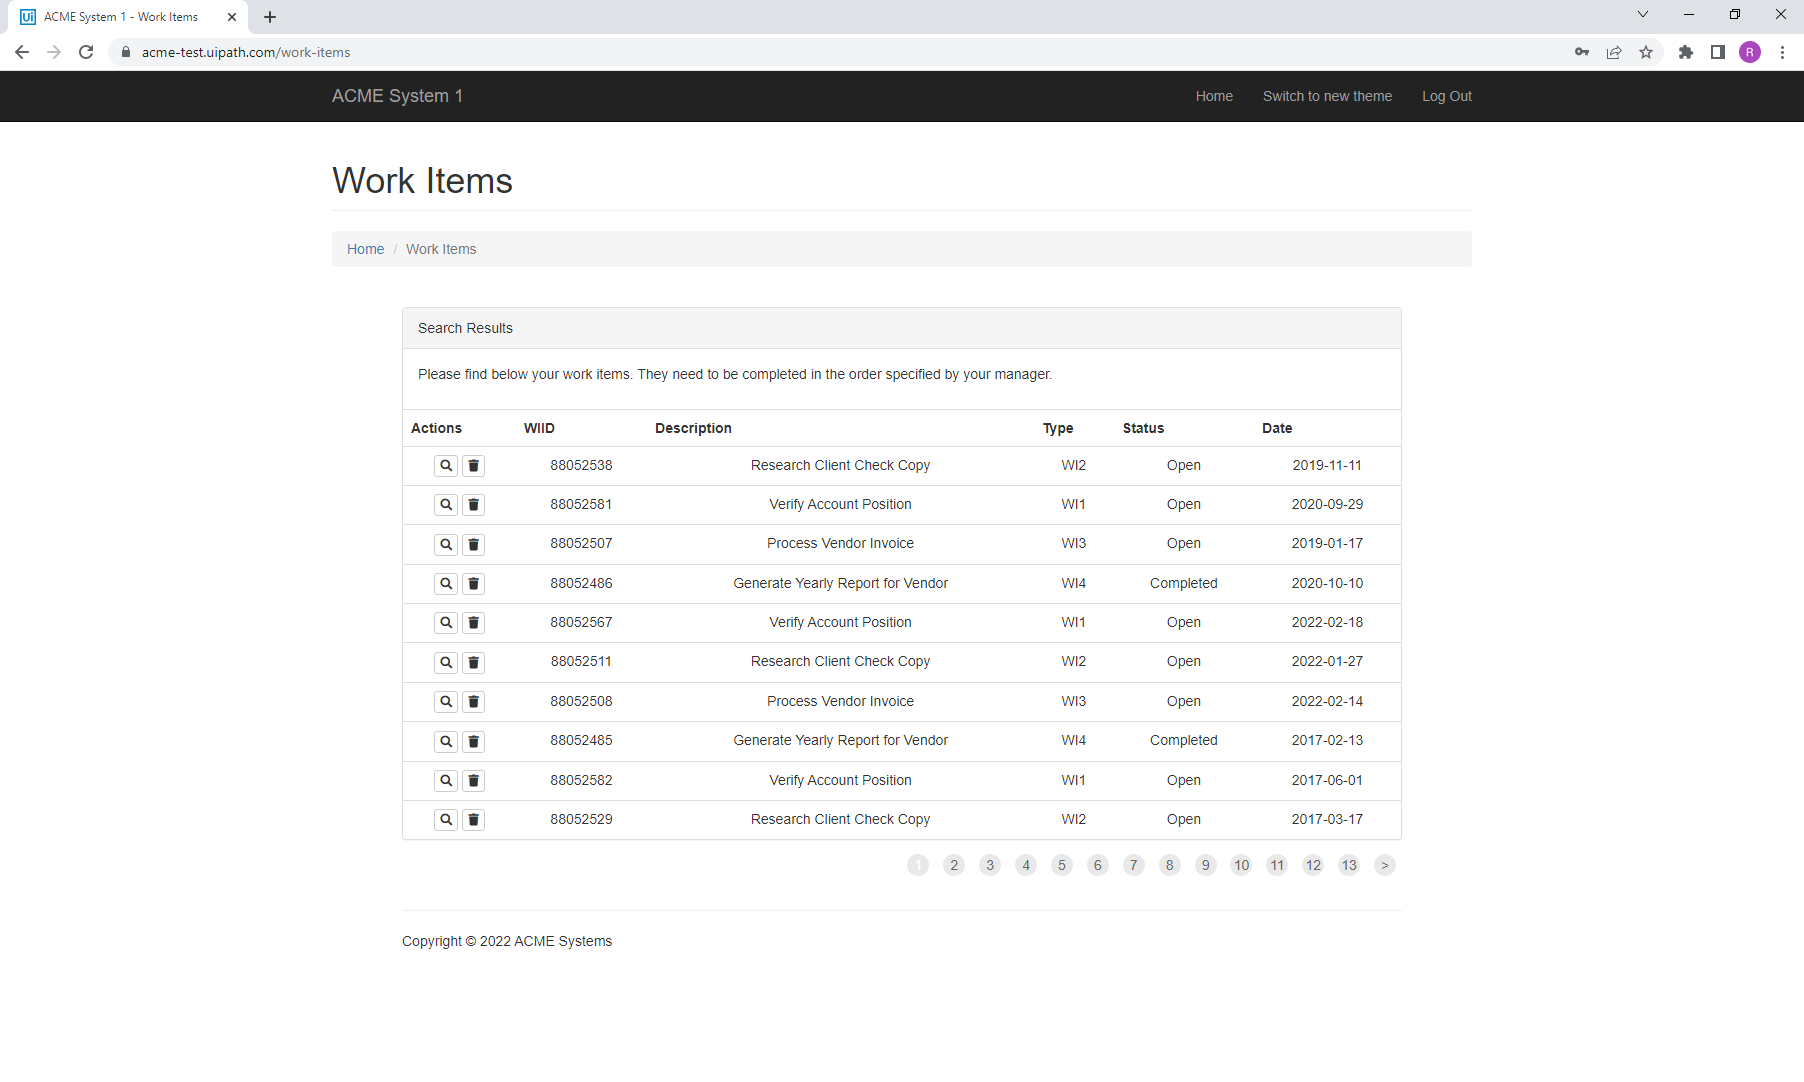 ACME System 1 - Work Items
acme-test.uipath.com/work-items
R
ACME System 1 Home Switch to new theme Log Out
Work Items
Home / Work Items
Search Results
Please find below your work items. They need to be completed in the order specified by your manager.
Actions WIID Description Type Status Date
88052538 Research Client Check Copy WI2 Open 2019-11-11
88052581 Verify Account Position WI1 Open 2020-09-29
88052507 Process Vendor Invoice WI3 Open 2019-01-17
88052486 Generate Yearly Report for Vendor WI4 Completed 2020-10-10
88052567 Verify Account Position WI1 Open 2022-02-18
88052511 Research Client Check Copy WI2 Open 2022-01-27
88052508 Process Vendor Invoice WI3 Open 2022-02-14
88052485 Generate Yearly Report for Vendor WI4 Completed 2017-02-13
88052582 Verify Account Position WI1 Open 2017-06-01
88052529 Research Client Check Copy WI2 Open 2017-03-17
1 2 3 4 5 6 7 8 9 10 11 12 13 >
Copyright © 2022 ACME Systems